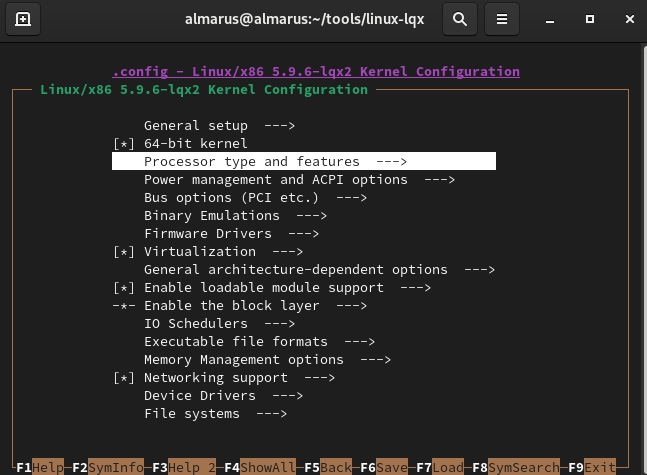 almarus@almarus:~/tools/linux-lqx
.config - Linux/x86 5.9.6-lqx2 Kernel Configuration
Linux/x86 5.9.6-lqx2 Kernel Configuration
General setup --->
[*] 64-bit kernel
Processor type and features --->
Power management and ACPI options --->
Bus options (PCI etc.) --->
Binary Emulations --->
Firmware Drivers --->
[*] Virtualization --->
General architecture-dependent options --->
[*] Enable loadable module support --->
-*- Enable the block layer --->
IO Schedulers --->
Executable file formats --->
Memory Management options --->
[*] Networking support --->
Device Drivers --->
File systems --->
F1Help F2SymInfo F3Help 2 F4ShowAll F5Back F6Save F7Load F8SymSearch F9Exit